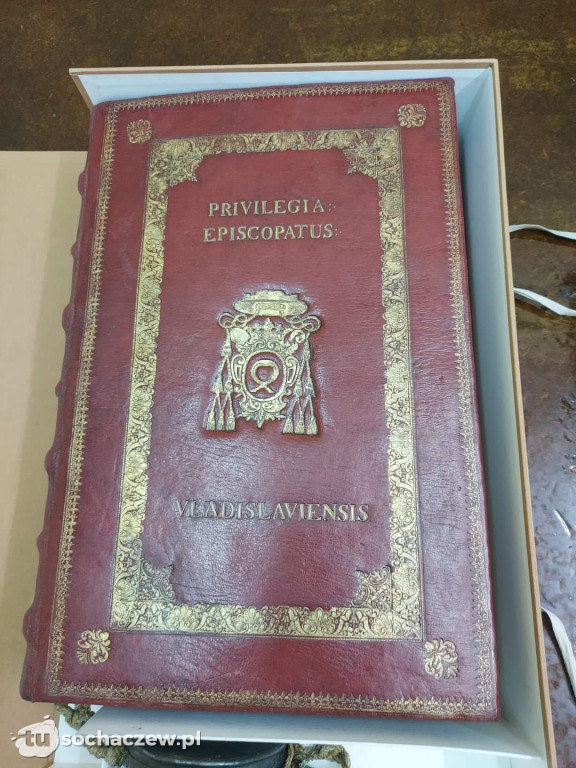 PRIVILEGIA:·
EPISCOPATUS:·
VLADISLAVIENSIS
tu sochaczew.pl